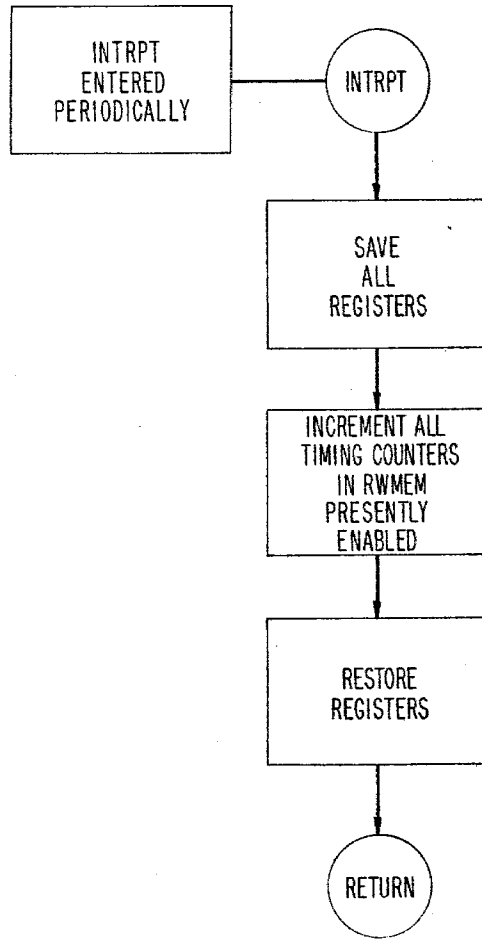 INTRPT
ENTERED
PERIODICALLY
INTRPT
SAVE
ALL
REGISTERS
INCREMENT ALL
TIMING COUNTERS
IN RWMEM
PRESENTLY
ENABLED
RESTORE
REGISTERS
RETURN